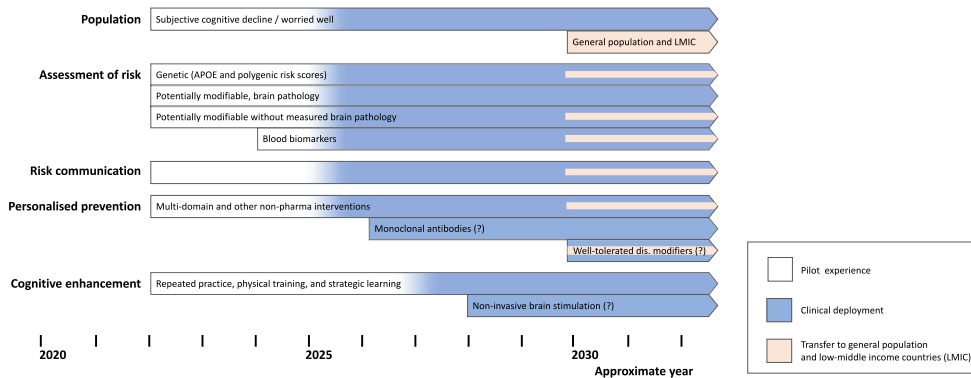 Population
Subjective cognitive decline / worried well
General population and LMIC
Assessment of risk
Genetic (APOE and polygenic risk scores)
Potentially modifiable, brain pathology
Potentially modifiable without measured brain pathology
Blood biomarkers
Risk communication
Personalised prevention
Multi-domain and other non-pharma interventions
Monoclonal antibodies (?)
Well-tolerated dis. modifiers (?)
Cognitive enhancement
Repeated practice, physical training, and strategic learning
Non-invasive brain stimulation (?)
2020
2025
2030
Approximate year
Pilot experience
Clinical deployment
Transfer to general population
and low-middle income countries (LMIC)